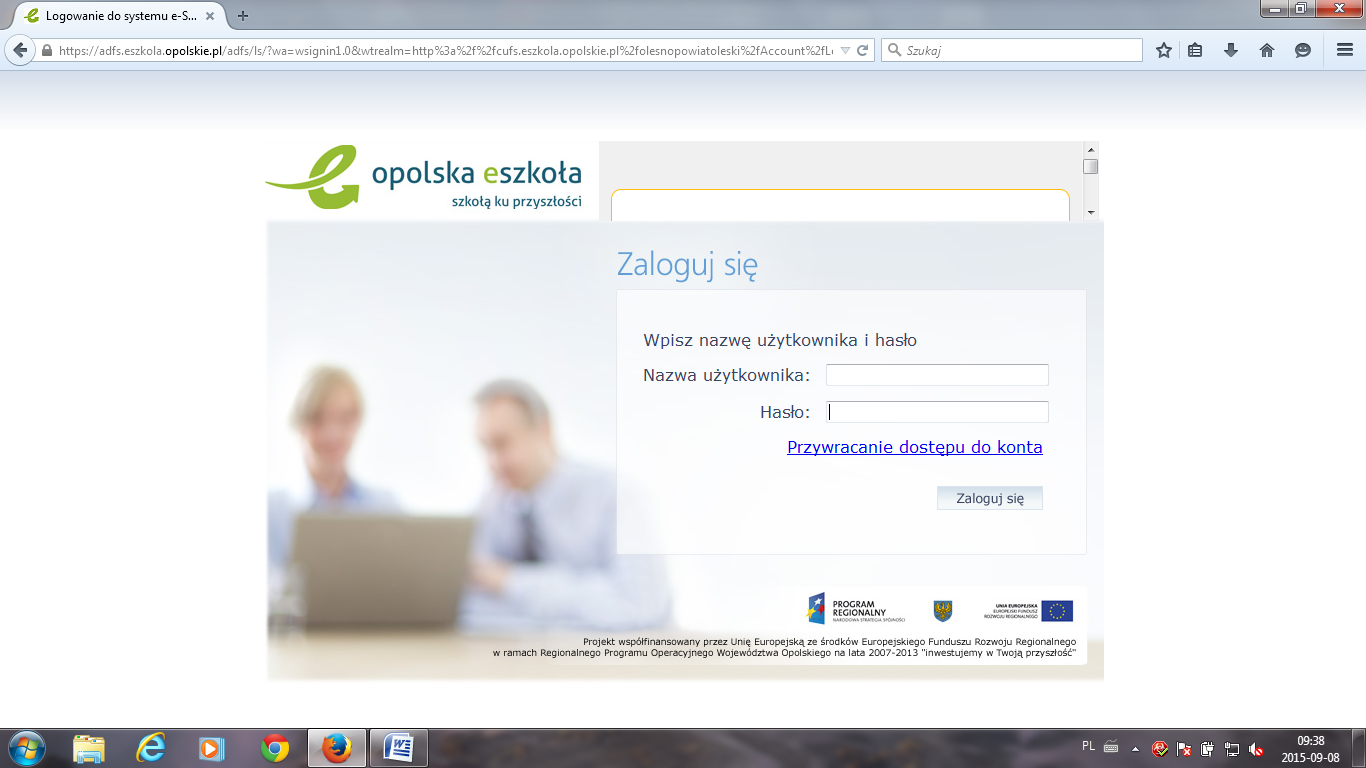 Logowanie do systemu e-S...
https://adfs.eszkola.opolskie.pl/adfs/ls/?wa=wsignin1.0&wtrealm=http%3a%2f%2fcufs.eszkola.opolskie.pl%2folesnopowiatoleski%2fAccount%2fL
Szukaj
opolska eszkoła
szkołą ku przyszłości
Zaloguj się
Wpisz nazwę użytkownika i hasło
Nazwa użytkownika:
Hasło:
Przywracanie dostępu do konta
Zaloguj się
PROGRAM
REGIONALNY
NARODOWA STRATEGIA SPÓJNOŚCI
UNIA EUROPEJSKA
EUROPEJSKI FUNDUSZ
ROZWOJU REGIONALNEGO
Projekt współfinansowany przez Unię Europejską ze środków Europejskiego Funduszu Rozwoju Regionalnego
w ramach Regionalnego Programu Operacyjnego Województwa Opolskiego na lata 2007-2013 "inwestujemy w Twoją przyszłość"
PL
09:38
2015-09-08